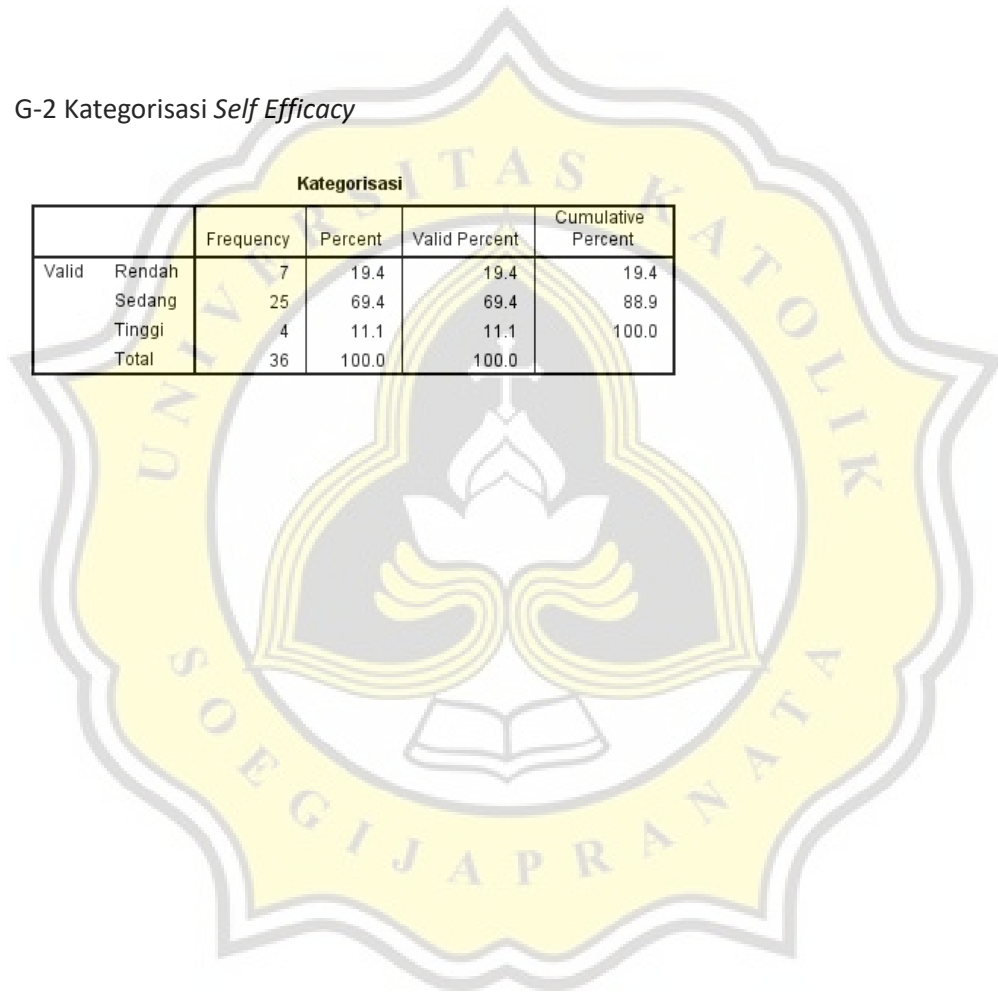 G-2 Kategorisasi Self Efficacy
Kategorisasi
Frequency Percent Valid Percent Cumulative Percent
Valid Rendah 7 19.4 19.4 19.4
Sedang 25 69.4 69.4 88.9
Tinggi 4 11.1 11.1 100.0
Total 36 100.0 100.0
UNIVERSITAS KATOLIK
SOEGIJAPRANATA